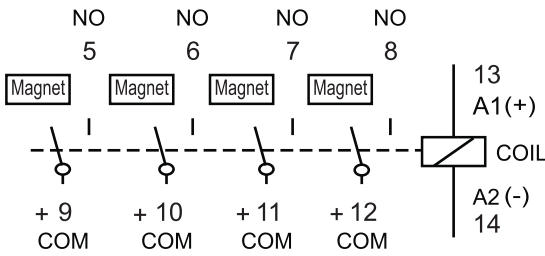 NO NO NO NO
5 6 7 8
13
Magnet Magnet Magnet Magnet
A1(+)
COIL
A2(-)
+9 +10 +11 +12
14
COM COM COM COM